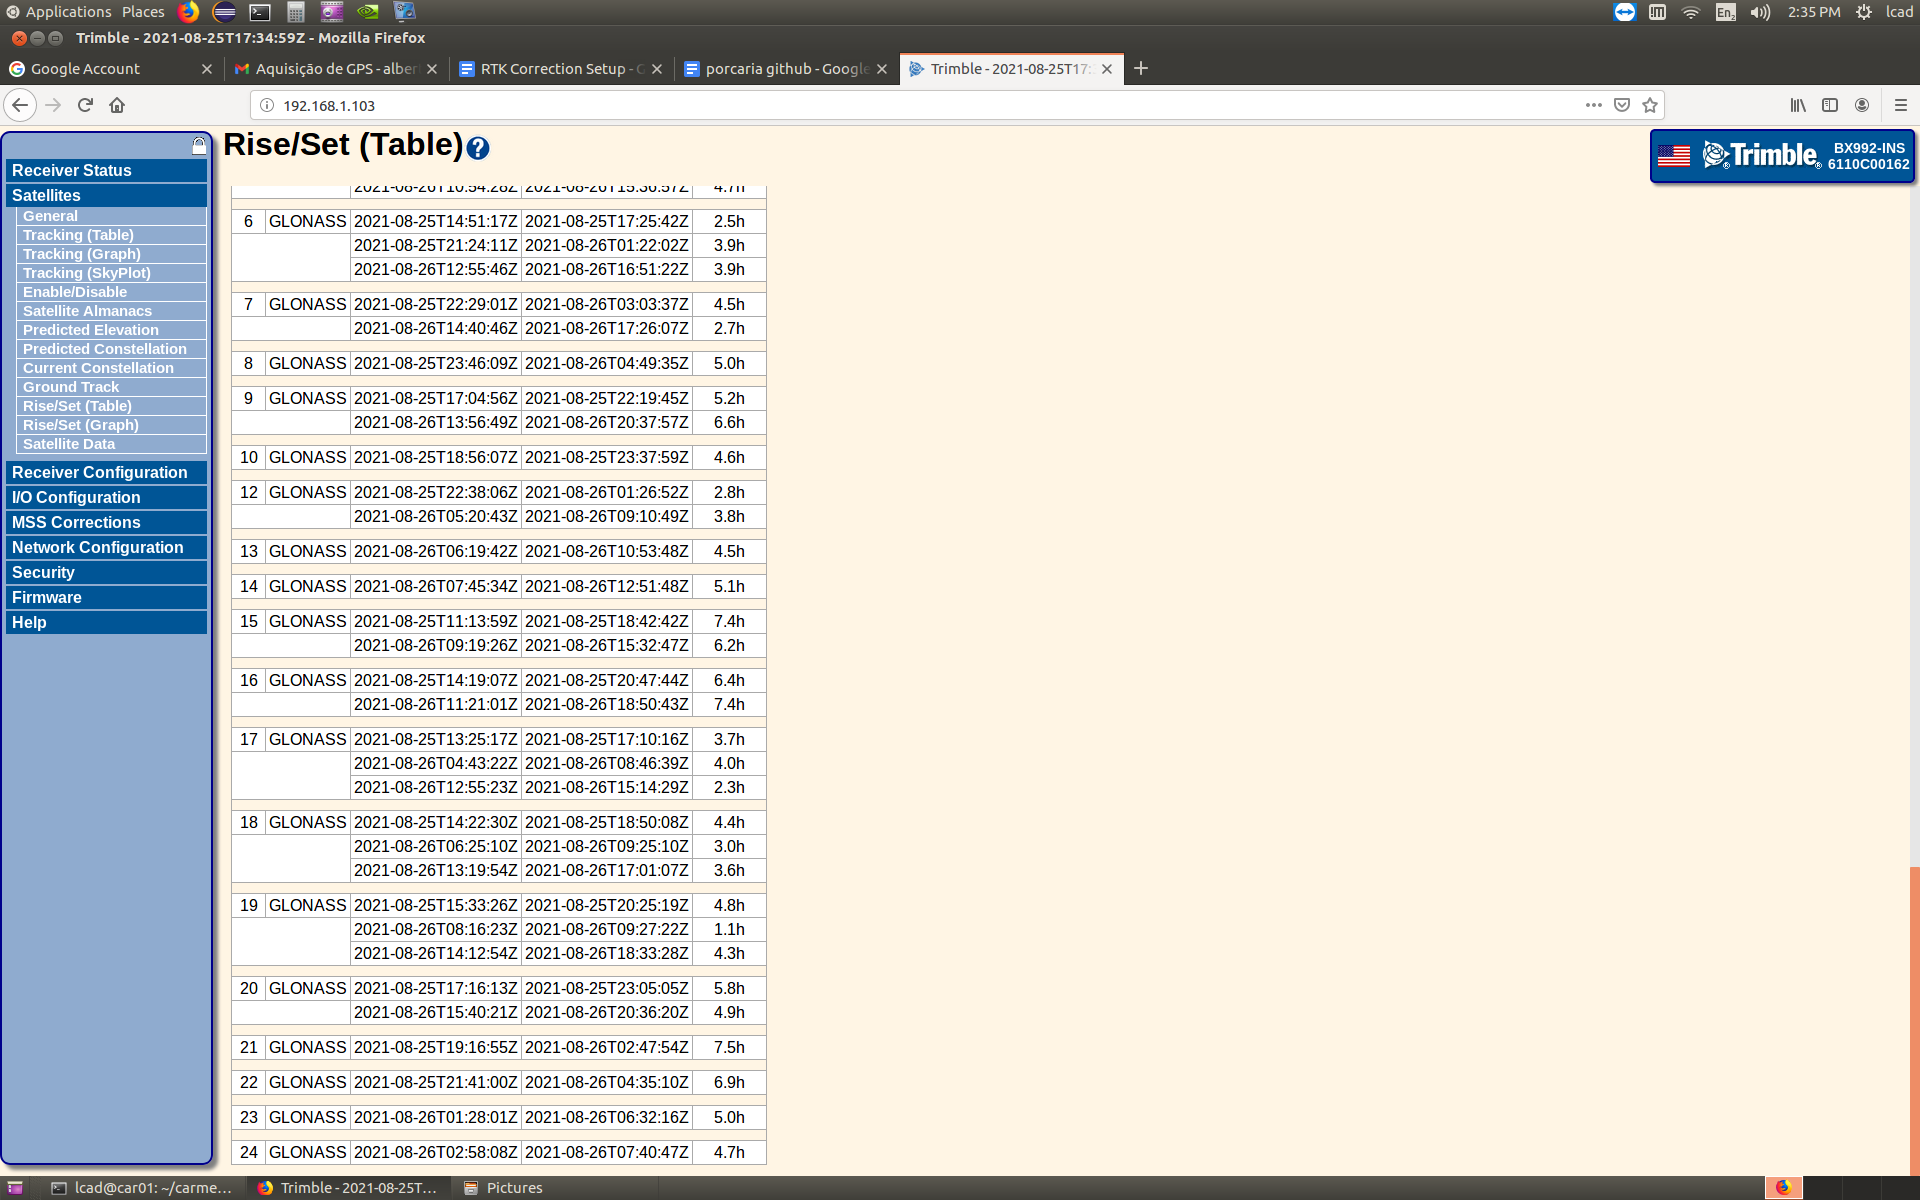 Applications Places 2:35 PM lcad
Trimble - 2021-08-25T17:34:59Z - Mozilla Firefox
Google Account
Aquisição de GPS - alber
RTK Correction Setup - G
porcaria github - Google
Trimble - 2021-08-25T17:
192.168.1.103
Receiver Status
Satellites
General
Tracking (Table)
Tracking (Graph)
Tracking (SkyPlot)
Enable/Disable
Satellite Almanacs
Predicted Elevation
Predicted Constellation
Current Constellation
Ground Track
Rise/Set (Table)
Rise/Set (Graph)
Satellite Data
Receiver Configuration
I/O Configuration
MSS Corrections
Network Configuration
Security
Firmware
Help
Rise/Set (Table)
Trimble
BX992-INS
6110C00162
2021-08-26T10:54:28Z 2021-08-26T15:36:57Z 4.7h
6 GLONASS 2021-08-25T14:51:17Z 2021-08-25T17:25:42Z 2.5h
2021-08-25T21:24:11Z 2021-08-26T01:22:02Z 3.9h
2021-08-26T12:55:46Z 2021-08-26T16:51:22Z 3.9h
7 GLONASS 2021-08-25T22:29:01Z 2021-08-26T03:03:37Z 4.5h
2021-08-26T14:40:46Z 2021-08-26T17:26:07Z 2.7h
8 GLONASS 2021-08-25T23:46:09Z 2021-08-26T04:49:35Z 5.0h
9 GLONASS 2021-08-25T17:04:56Z 2021-08-25T22:19:45Z 5.2h
2021-08-26T13:56:49Z 2021-08-26T20:37:57Z 6.6h
10 GLONASS 2021-08-25T18:56:07Z 2021-08-25T23:37:59Z 4.6h
12 GLONASS 2021-08-25T22:38:06Z 2021-08-26T01:26:52Z 2.8h
2021-08-26T05:20:43Z 2021-08-26T09:10:49Z 3.8h
13 GLONASS 2021-08-26T06:19:42Z 2021-08-26T10:53:48Z 4.5h
14 GLONASS 2021-08-26T07:45:34Z 2021-08-26T12:51:48Z 5.1h
15 GLONASS 2021-08-25T11:13:59Z 2021-08-25T18:42:42Z 7.4h
2021-08-26T09:19:26Z 2021-08-26T15:32:47Z 6.2h
16 GLONASS 2021-08-25T14:19:07Z 2021-08-25T20:47:44Z 6.4h
2021-08-26T11:21:01Z 2021-08-26T18:50:43Z 7.4h
17 GLONASS 2021-08-25T13:25:17Z 2021-08-25T17:10:16Z 3.7h
2021-08-26T04:43:22Z 2021-08-26T08:46:39Z 4.0h
2021-08-26T12:55:23Z 2021-08-26T15:14:29Z 2.3h
18 GLONASS 2021-08-25T14:22:30Z 2021-08-25T18:50:08Z 4.4h
2021-08-26T06:25:10Z 2021-08-26T09:25:10Z 3.0h
2021-08-26T13:19:54Z 2021-08-26T17:01:07Z 3.6h
19 GLONASS 2021-08-25T15:33:26Z 2021-08-25T20:25:19Z 4.8h
2021-08-26T08:16:23Z 2021-08-26T09:27:22Z 1.1h
2021-08-26T14:12:54Z 2021-08-26T18:33:28Z 4.3h
20 GLONASS 2021-08-25T17:16:13Z 2021-08-25T23:05:05Z 5.8h
2021-08-26T15:40:21Z 2021-08-26T20:36:20Z 4.9h
21 GLONASS 2021-08-25T19:16:55Z 2021-08-26T02:47:54Z 7.5h
22 GLONASS 2021-08-25T21:41:00Z 2021-08-26T04:35:10Z 6.9h
23 GLONASS 2021-08-26T01:28:01Z 2021-08-26T06:32:16Z 5.0h
24 GLONASS 2021-08-26T02:58:08Z 2021-08-26T07:40:47Z 4.7h
lcad@car01: ~/carme...
Trimble - 2021-08-25T...
Pictures